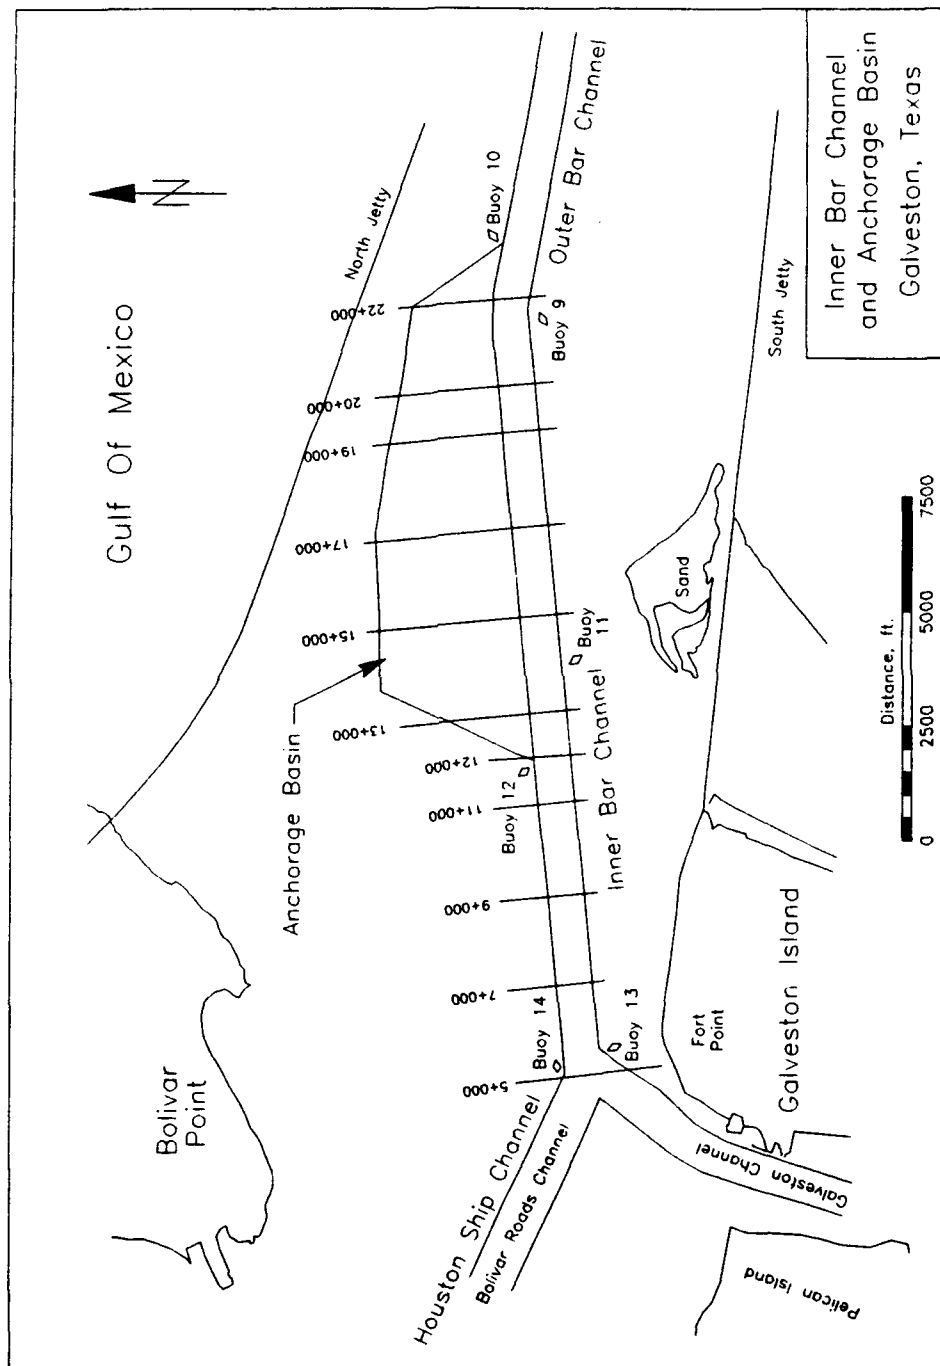 Gulf Of Mexico
N
North Jetty
22+000
20+000
19+000
17+000
15+000
13+000
12+000
11+000
9+000
7+000
5+000
Anchorage Basin
Bolivar
Point
Buoy 10
Buoy 9
Buoy
11
Buoy 12
Buoy 14
Buoy 13
Outer Bar Channel
Inner Bar Channel
Houston Ship Channel
Bolivar Roads Channel
Galveston Channel
Pelican Island
Fort
Point
Galveston Island
Sand
South Jetty
Distance, ft.
0 2500 5000 7500
Inner Bar Channel
and Anchorage Basin
Galveston, Texas